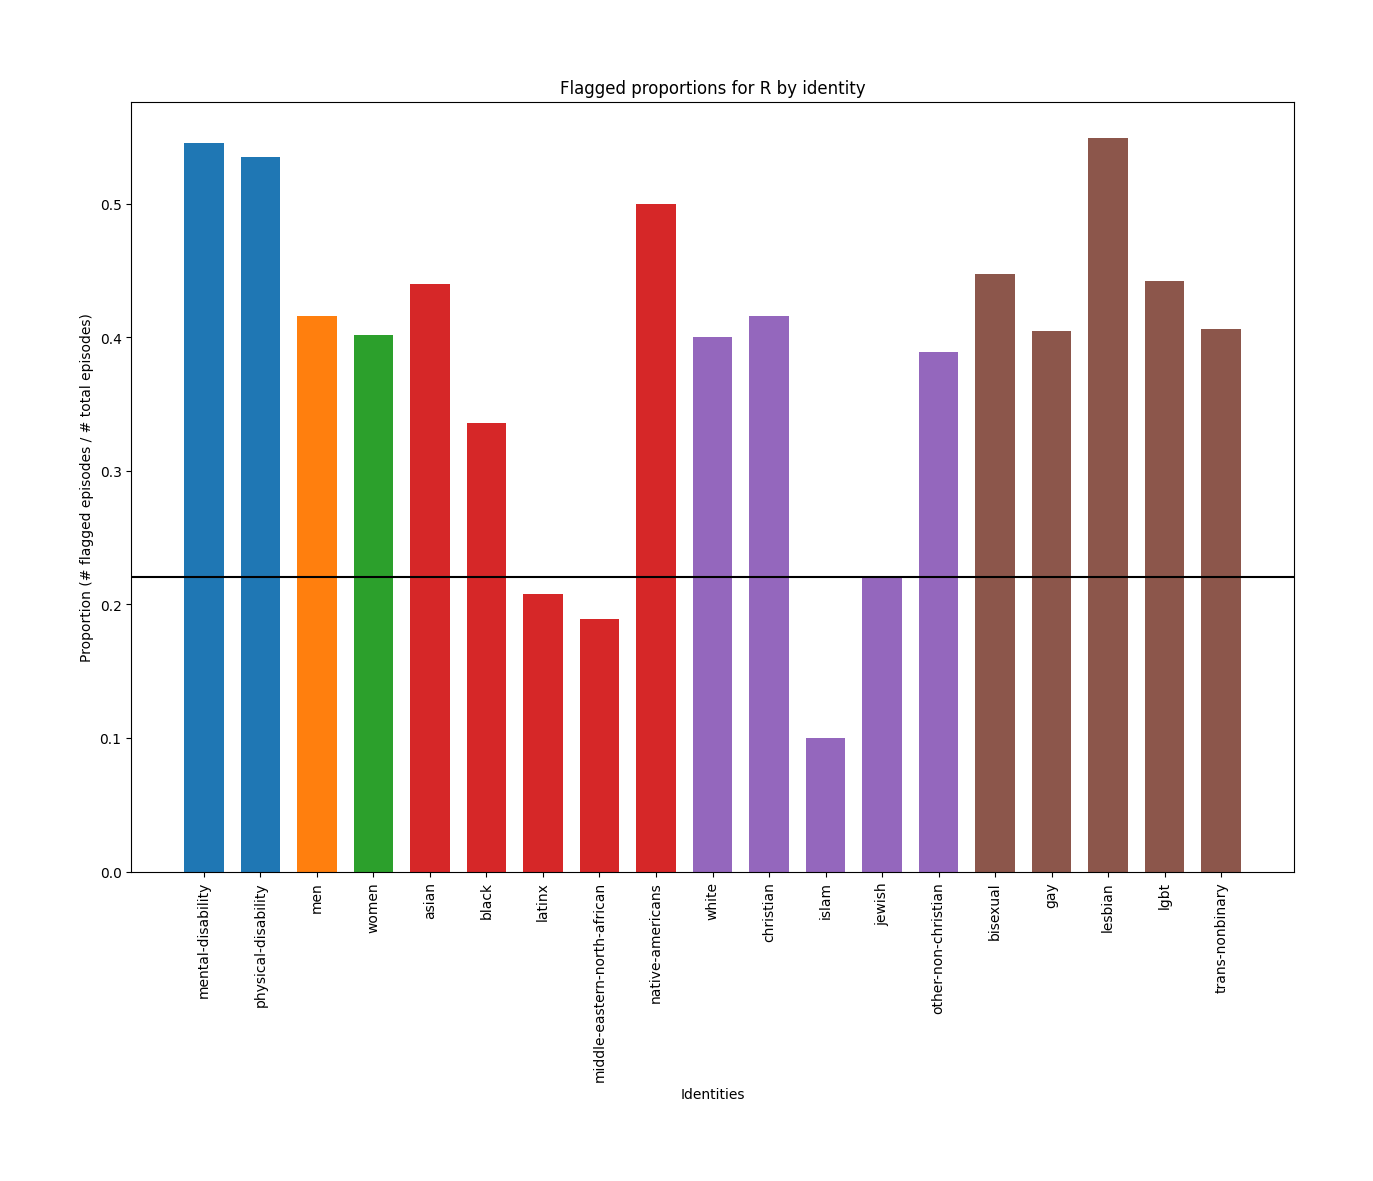 Flagged proportions for R by identity
Proportion (# flagged episodes / # total episodes)
0.5
0.4
0.3
0.2
0.1
0.0
mental-disability
physical-disability
men
women
asian
black
latinx
middle-eastern-north-african
native-americans
white
christian
islam
jewish
other-non-christian
bisexual
gay
lesbian
lgbt
trans-nonbinary
Identities